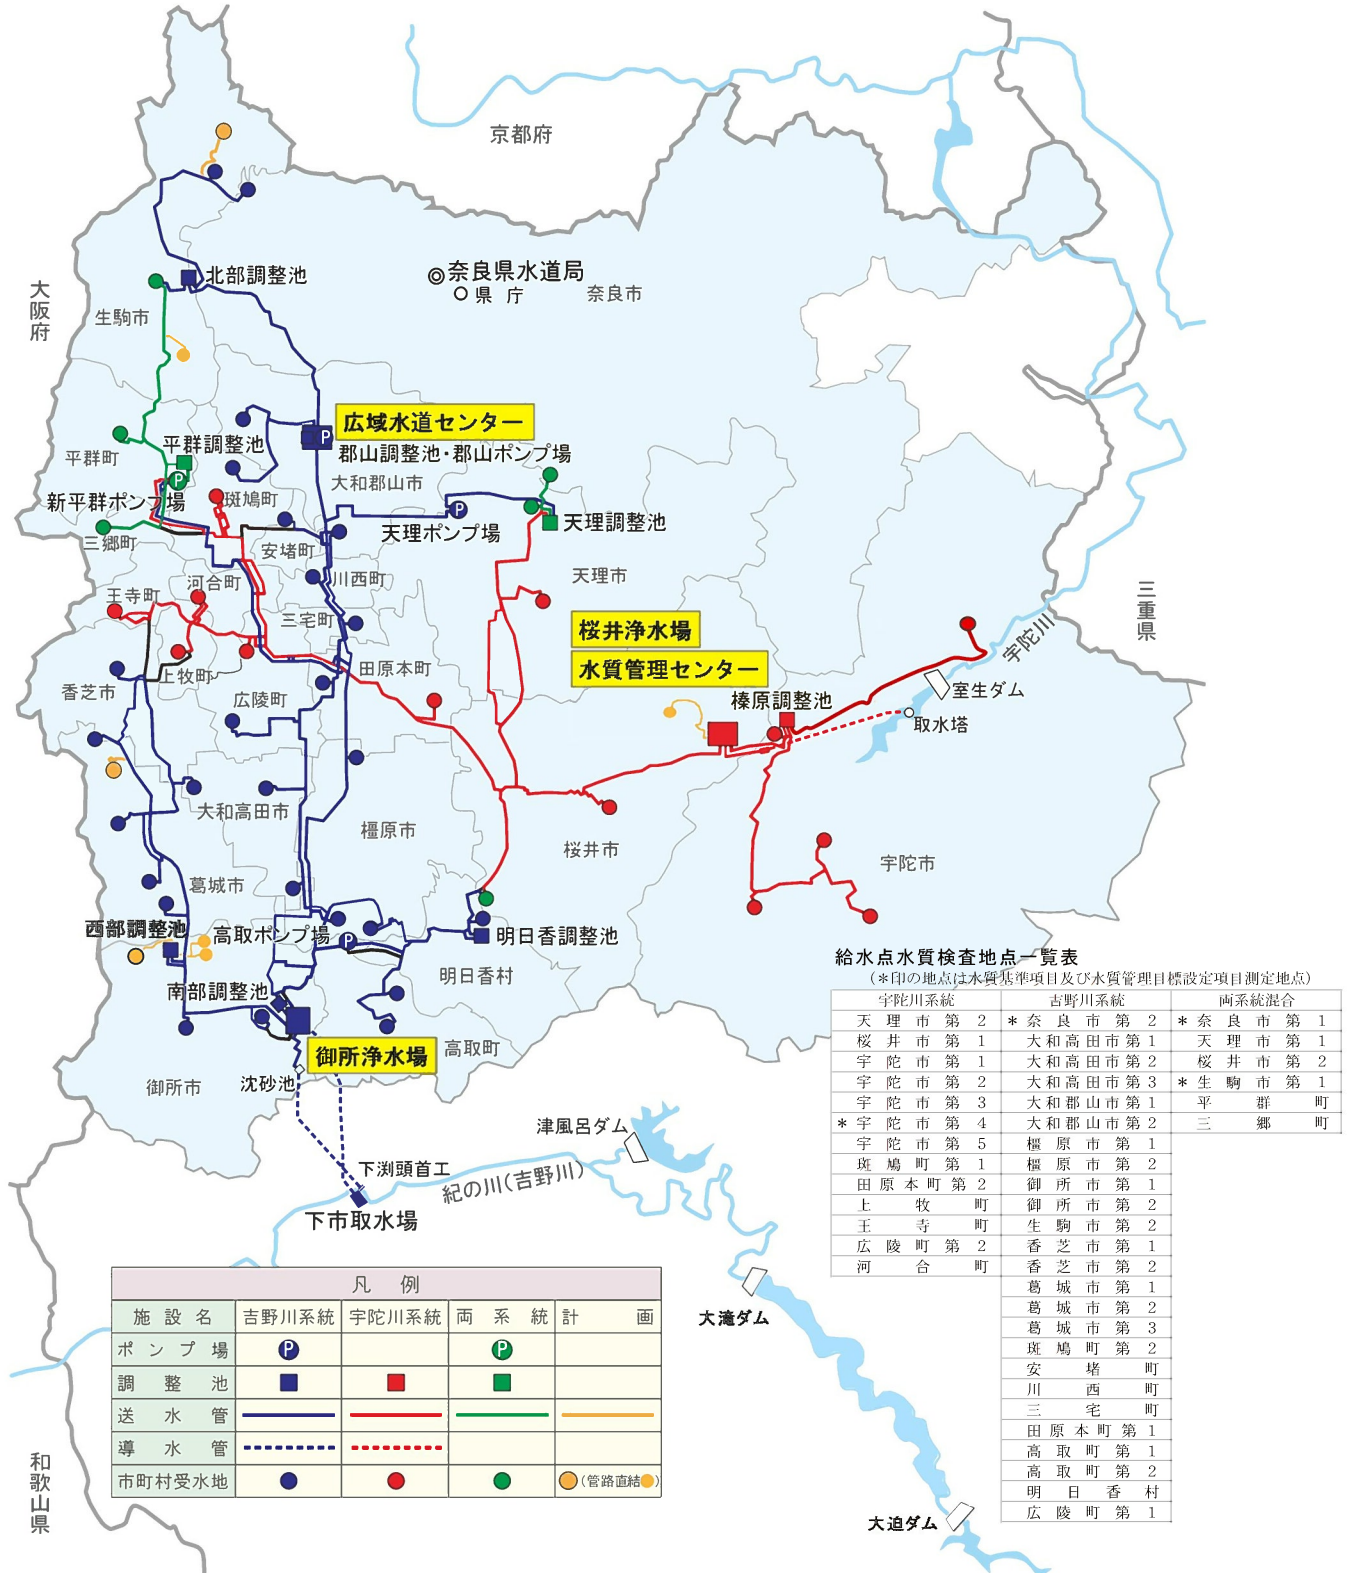 京都府
大阪府
◎奈良県水道局
○県庁
奈良市
北部調整池
生駒市
広域水道センター
郡山調整池・郡山ポンプ場
平群調整池
平群町
大和郡山市
新平群ポンプ場
斑鳩町
天理ポンプ場
天理調整池
三郷町
安堵町
河合町
川西町
天理市
王寺町
三宅町
桜井浄水場
水質管理センター
三重県
宇陀川
上牧町
田原本町
香芝市
広陵町
榛原調整池
室生ダム
取水塔
大和高田市
橿原市
桜井市
宇陀市
葛城市
西部調整池
高取ポンプ場
明日香調整池
明日香村
南部調整池
御所浄水場
高取町
沈砂池
御所市
津風呂ダム
下渕頭首工
紀の川(吉野川)
下市取水場
大滝ダム
大迫ダム
和歌山県
給水点水質検査地点一覧表
(*印の地点は水質基準項目及び水質管理目標設定項目測定地点)
宇陀川系統 吉野川系統 両系統混合
天理市第2 *奈良市第2 *奈良市第1
桜井市第1 大和高田市第1 天理市第1
宇陀市第1 大和高田市第2 桜井市第2
宇陀市第2 大和高田市第3 *生駒市第1
宇陀市第3 大和郡山市第1 平群町
*宇陀市第4 大和郡山市第2 三郷町
宇陀市第5 橿原市第1
斑鳩町第1 橿原市第2
田原本町第2 御所市第1
上牧町 御所市第2
王寺町 生駒市第2
広陵町第2 香芝市第1
河合町 香芝市第2
葛城市第1
葛城市第2
葛城市第3
斑鳩町第2
安堵町
川西町
三宅町
田原本町第1
高取町第1
高取町第2
明日香村
広陵町第1
凡例
施設名 吉野川系統 宇陀川系統 両系統 計画
ポンプ場 P P
調整池
送水管
導水管
市町村受水地 (管路直結)
P
P
P
P